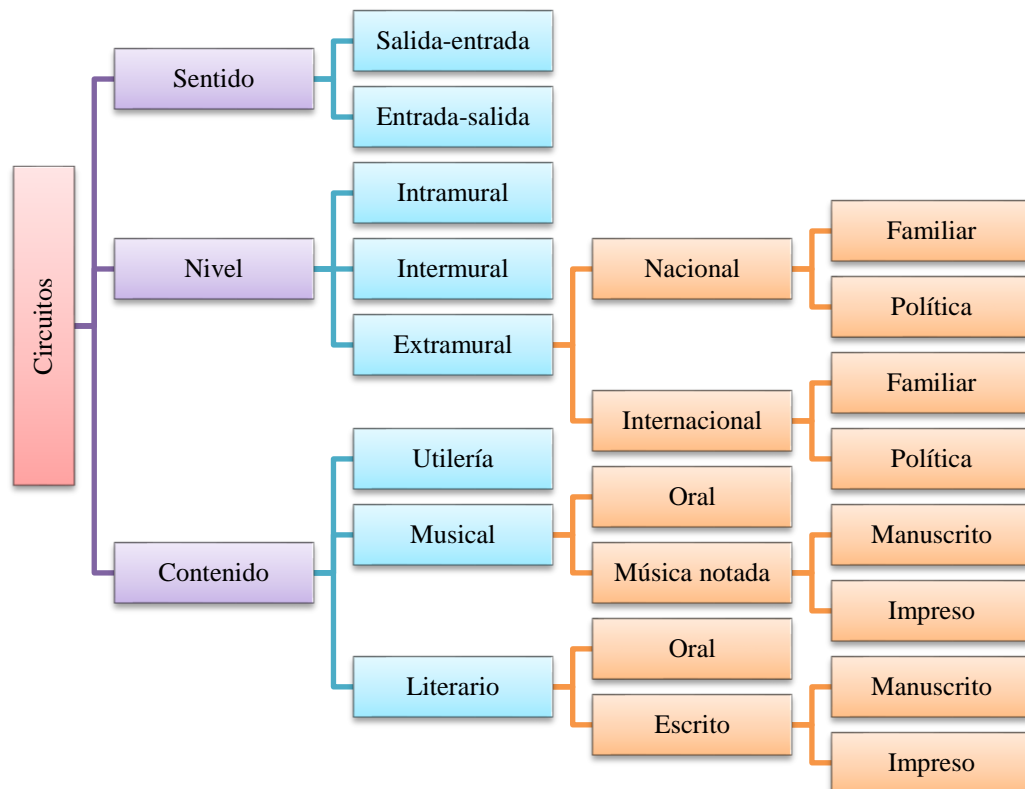 Circuitos
Sentido
Salida-entrada
Entrada-salida
Nivel
Intramural
Intermural
Extramural
Nacional
Familiar
Política
Internacional
Familiar
Política
Contenido
Utilería
Musical
Oral
Música notada
Manuscrito
Impreso
Literario
Oral
Escrito
Manuscrito
Impreso